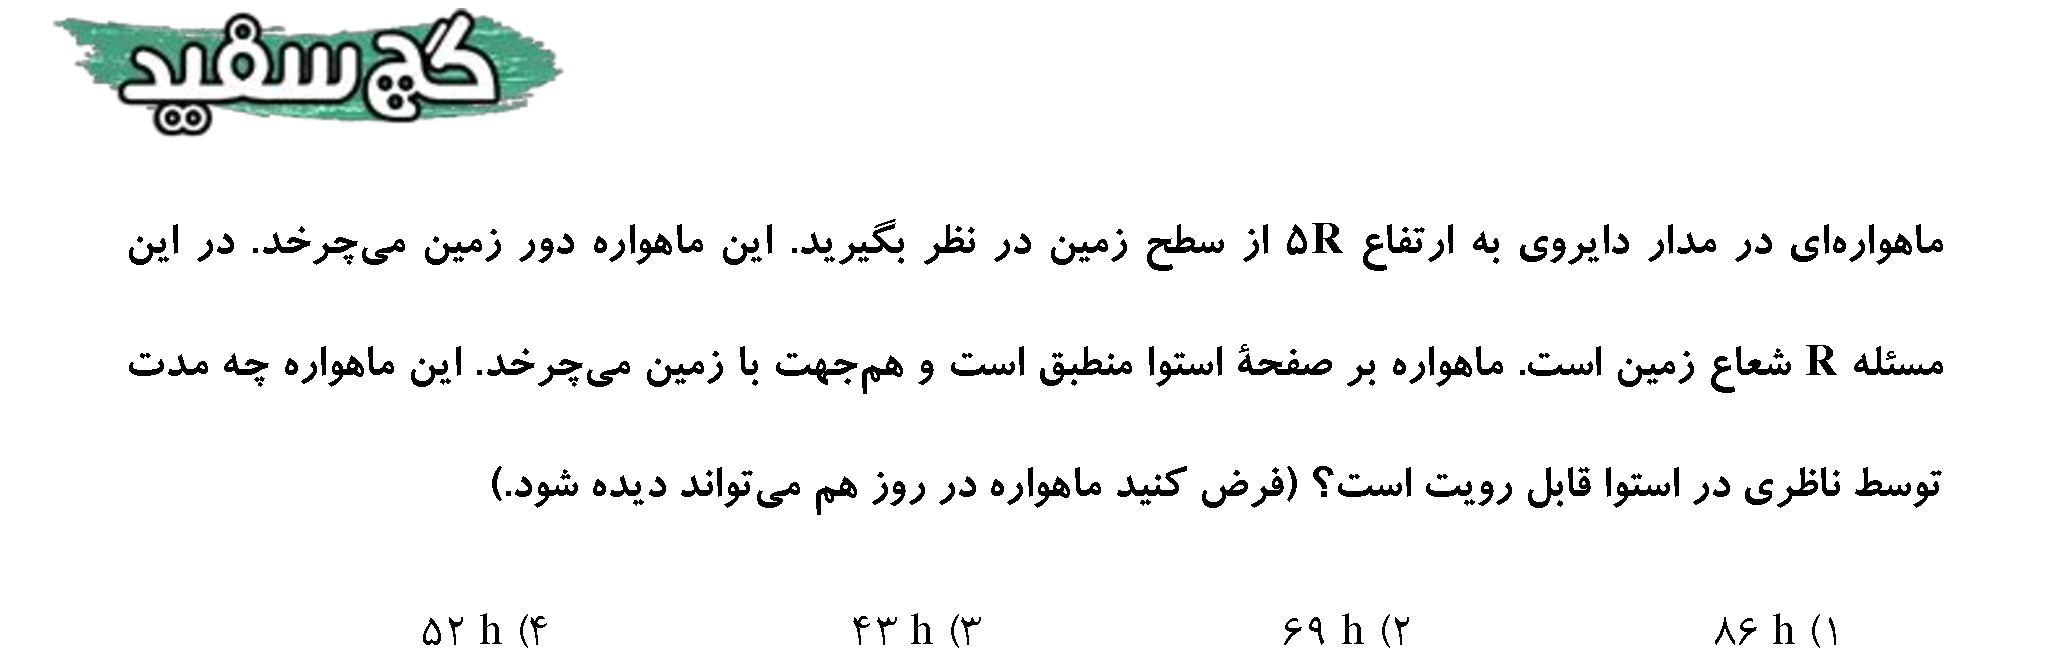 گچ سفید
ماهواره‌ای در مدار دایروی به ارتفاع ۵R از سطح زمین در نظر بگیرید. این ماهواره دور زمین می‌چرخد. در این
مسئله R شعاع زمین است. ماهواره بر صفحهٔ استوا منطبق است و هم‌جهت با زمین می‌چرخد. این ماهواره چه مدت
توسط ناظری در استوا قابل رویت است؟ (فرض کنید ماهواره در روز هم می‌تواند دیده شود.)
۱) ۸۶ h ۲) ۶۹ h ۳) ۴۳ h ۴) ۵۲ h